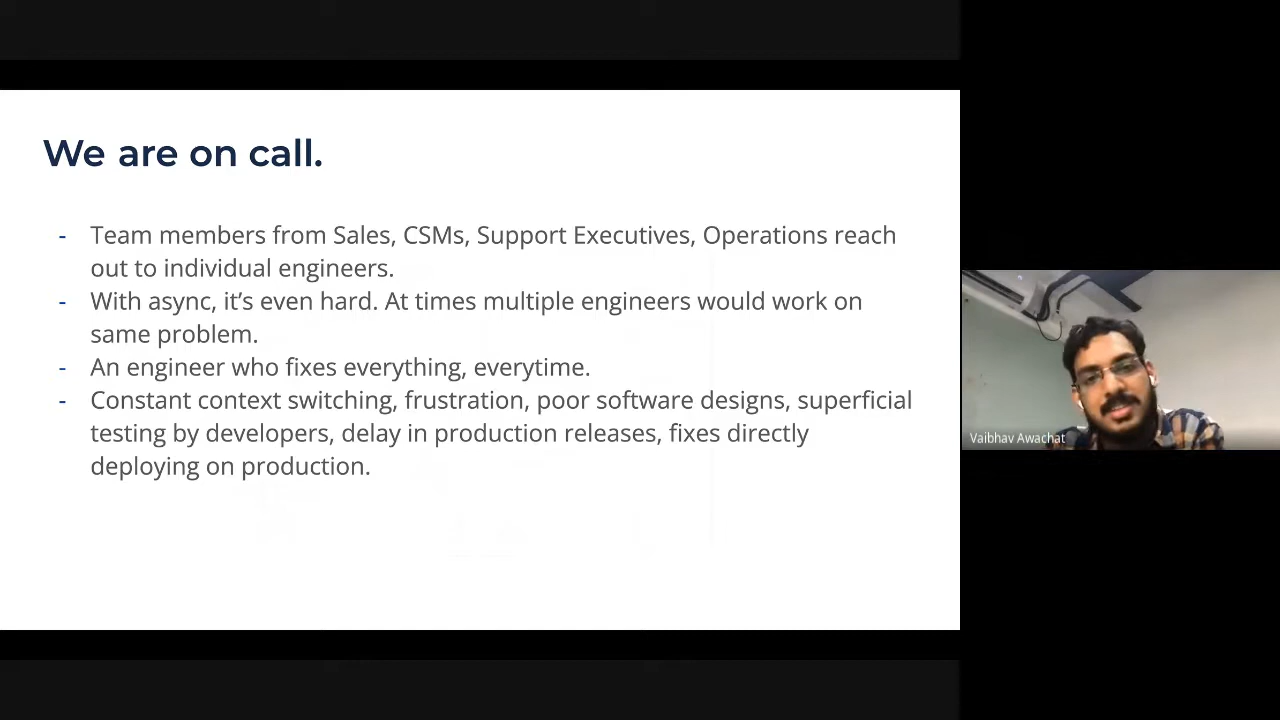 We are on call.
- Team members from Sales, CSMs, Support Executives, Operations reach
out to individual engineers.
- With async, it’s even hard. At times multiple engineers would work on
same problem.
- An engineer who fixes everything, everytime.
- Constant context switching, frustration, poor software designs, superficial
testing by developers, delay in production releases, fixes directly
deploying on production.
Vaibhav Awachat